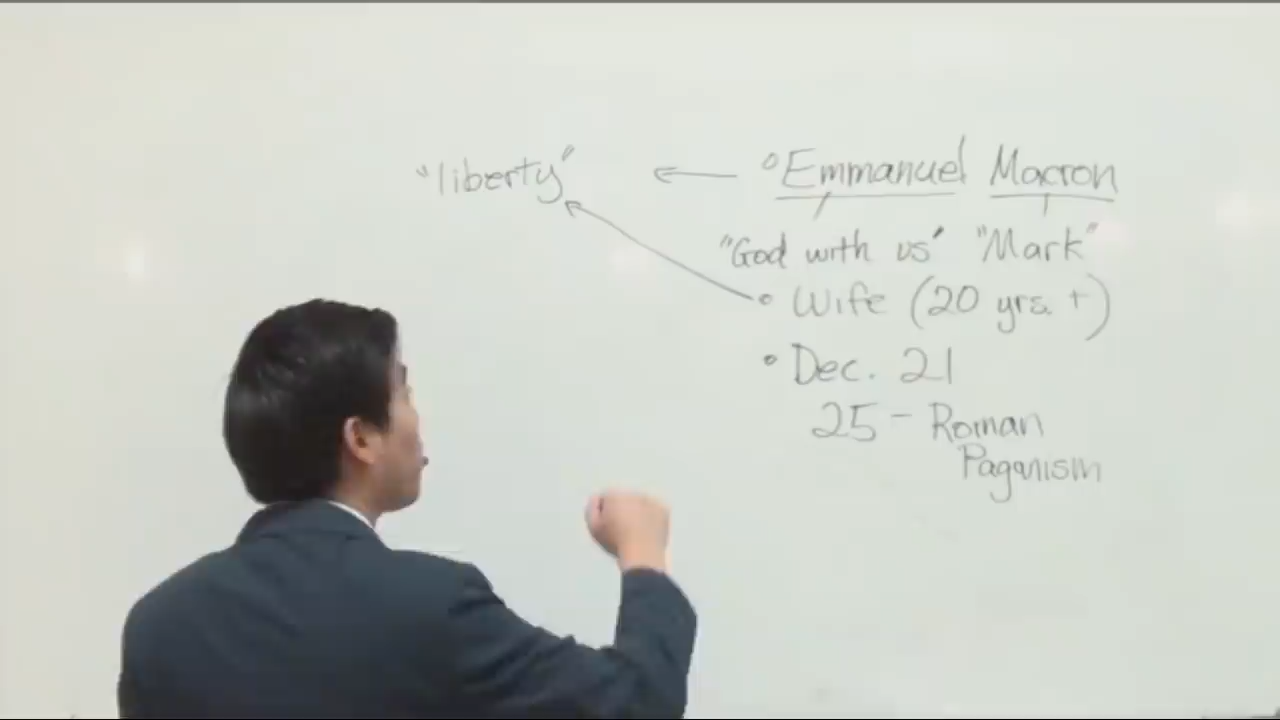 "liberty" ← ° Emmanuel Macron
"God with us" "Mark"
• Wife (20 yrs. +)
• Dec. 21
25 - Roman
Paganism